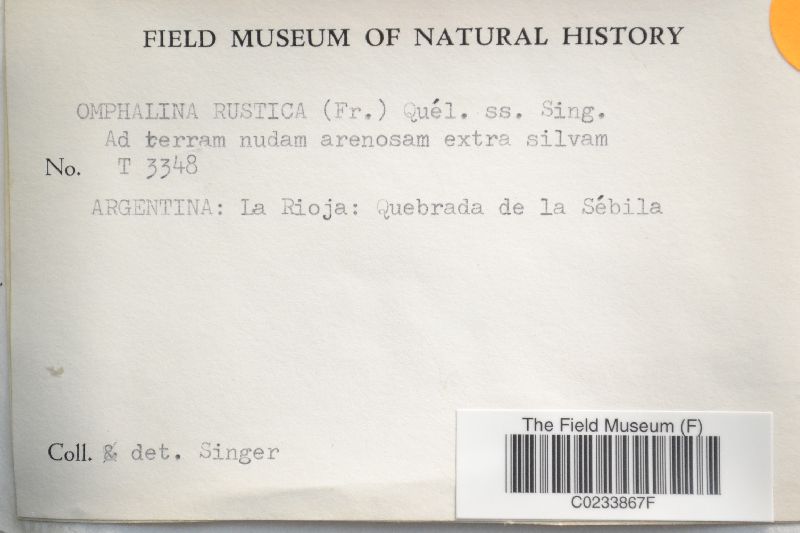 FIELD MUSEUM OF NATURAL HISTORY
OMPHALINA RUSTICA (Fr.) Quél. ss. Sing.
Ad terram nudam arenosam extra silvam
No. T 3348
ARGENTINA: La Rioja: Quebrada de la Sébila
Coll. & det. Singer
The Field Museum (F)
C0233867F